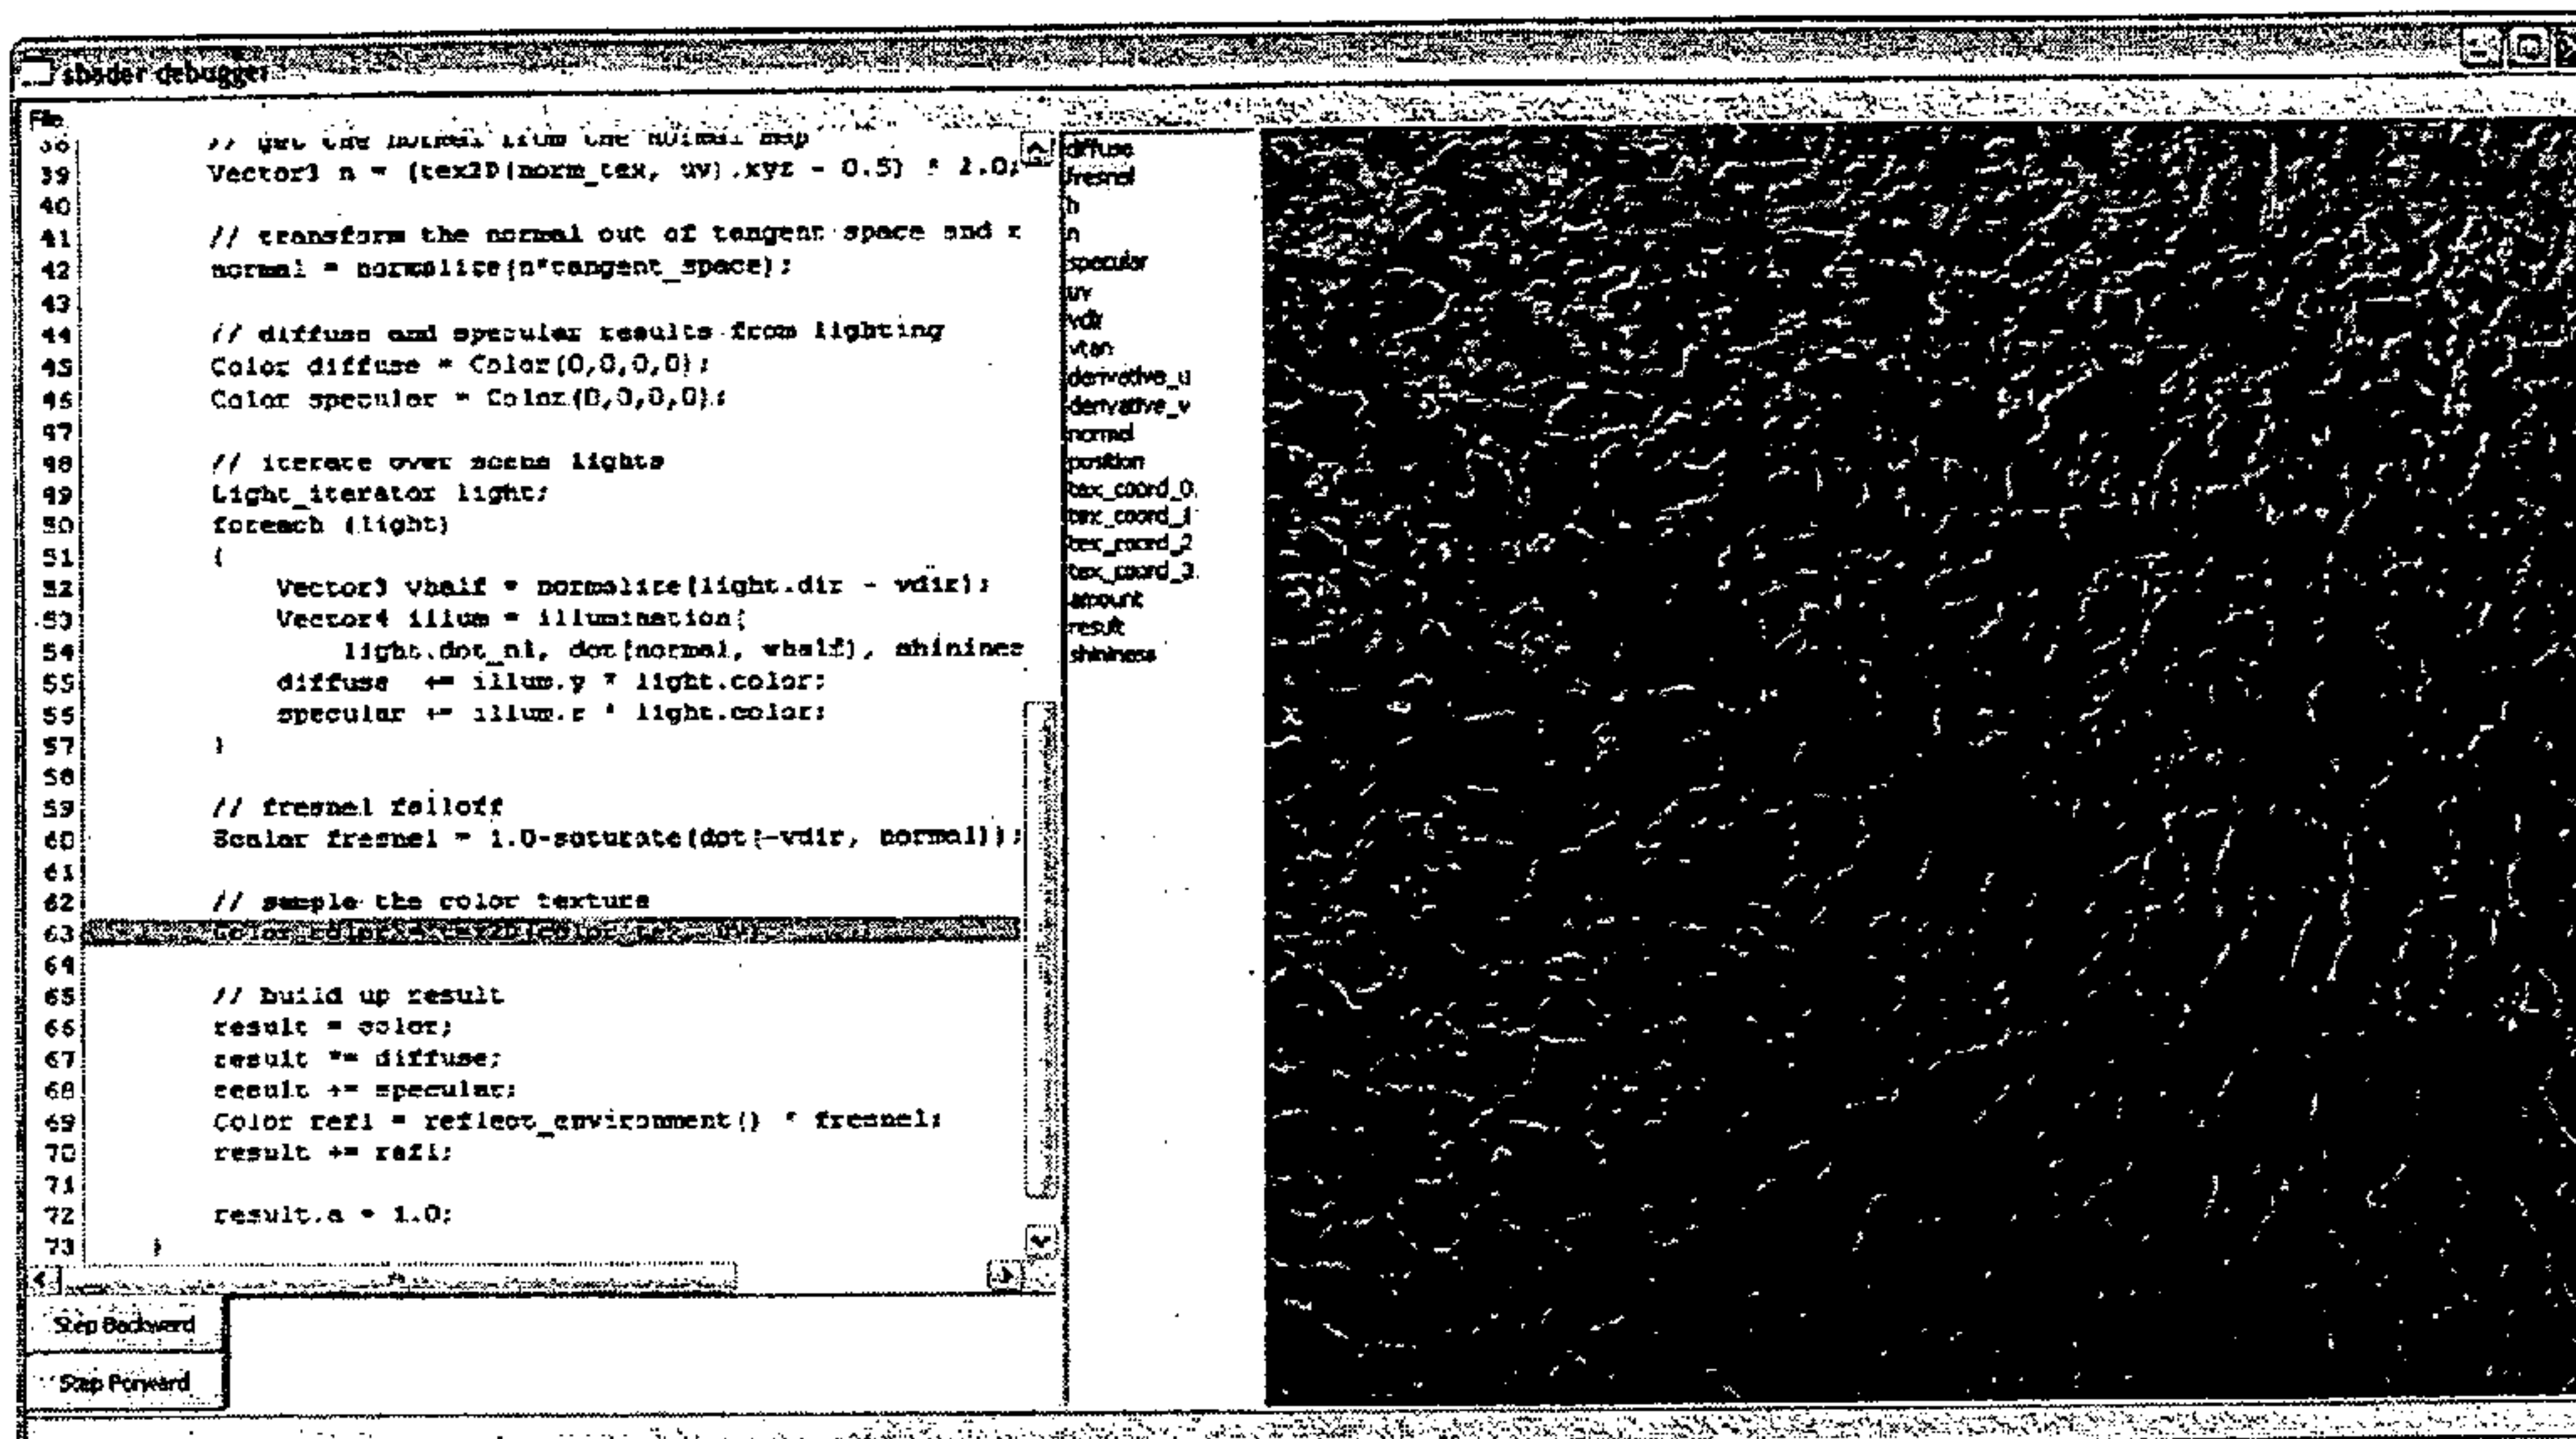 shader debugger
File
38 // get the normal from the normal map
39 Vector3 n = (tex2D(norm_tex, uv).xyz - 0.5) * 2.0;
40
41 // transform the normal out of tangent space and r
42 normal = normalize(n*tangent_space);
43
44 // diffuse and specular results from lighting
45 Color diffuse = Color(0,0,0,0);
46 Color specular = Color(0,0,0,0);
47
48 // iterate over scene lights
49 Light_iterator light;
50 foreach (light)
51 {
52 Vector3 vhalf = normalize(light.dir - vdir);
53 Vector4 illum = illumination(
54 light.dot_nl, dot(normal, vhalf), shinines
55 diffuse += illum.y * light.color;
56 specular += illum.z * light.color;
57 }
58
59 // fresnel falloff
60 Scalar fresnel = 1.0-saturate(dot(-vdir, normal));
61
62 // sample the color texture
63 Color color = tex2D(color_tex, uv);
64
65 // build up result
66 result = color;
67 result *= diffuse;
68 result += specular;
69 Color refl = reflect_environment() * fresnel;
70 result += refl;
71
72 result.a = 1.0;
73 }
Step Backward
Step Forward
diffuse
fresnel
h
n
specular
uv
vdir
vtan
derivative_u
derivative_v
normal
position
tex_coord_0
tex_coord_1
tex_coord_2
tex_coord_3
amount
result
shininess